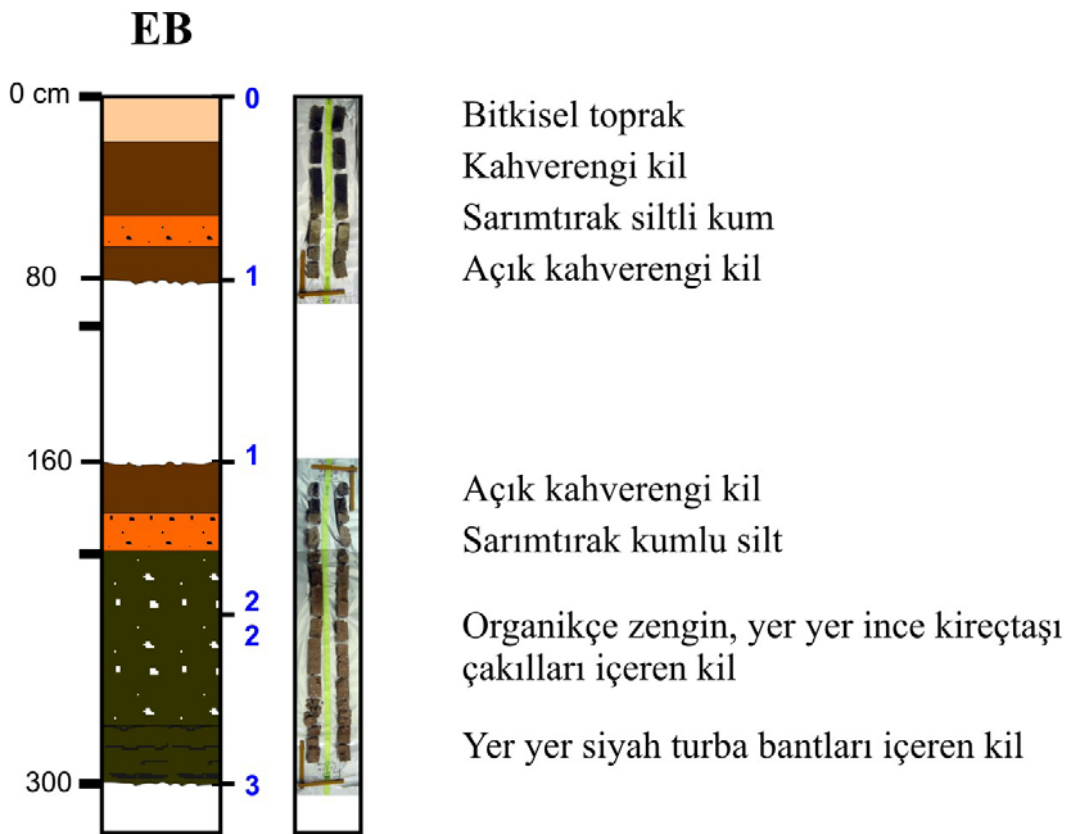 EB
0 cm
0
Bitkisel toprak
Kahverengi kil
Sarımtırak siltli kum
80
1
Açık kahverengi kil
160
1
Açık kahverengi kil
Sarımtırak kumlu silt
2
2
Organikçe zengin, yer yer ince kireçtaşı
çakılları içeren kil
Yer yer siyah turba bantları içeren kil
300
3